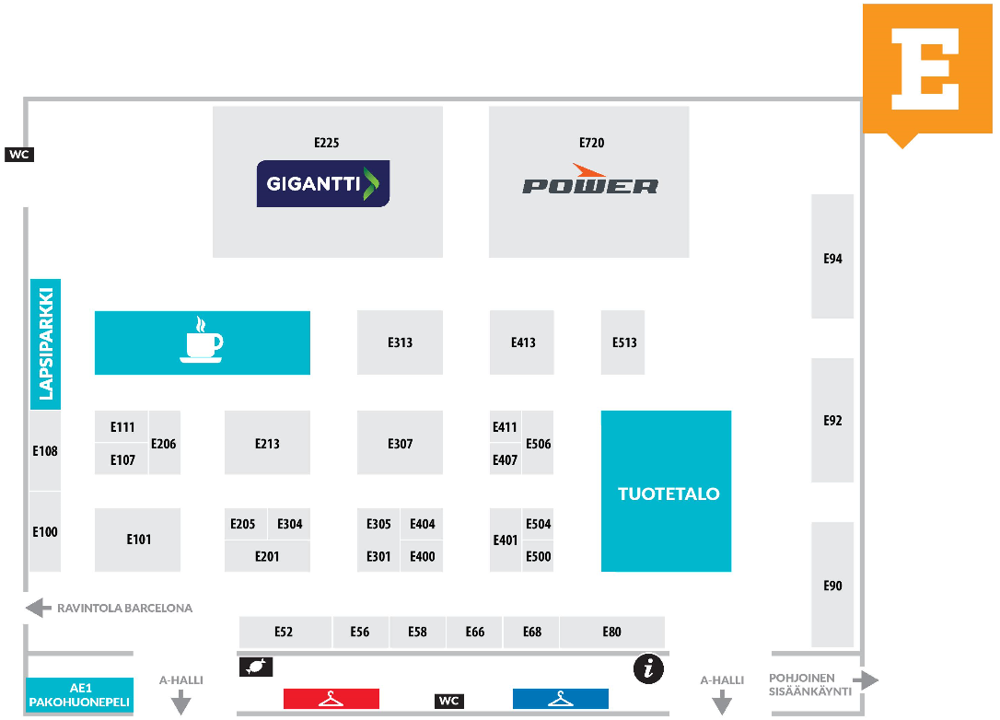 E
WC
E225
GIGANTTI
E720
POWER
E94
LAPSIPARKKI
E313
E413
E513
E92
E108
E111
E107
E206
E213
E307
E411
E407
E506
TUOTETALO
E100
E101
E205
E304
E201
E305
E404
E301
E400
E401
E504
E500
E90
RAVINTOLA BARCELONA
E52
E56
E58
E66
E68
E80
i
AE1
PAKOHUONEPELI
A-HALLI
WC
A-HALLI
POHJOINEN
SISÄÄNKÄYNTI